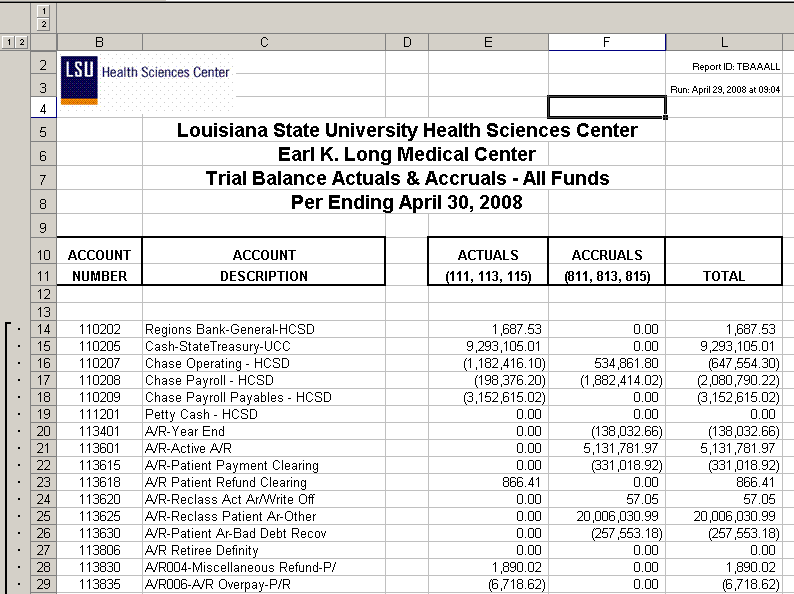 1
2
1 2
B C D E F L
2 LSU Health Sciences Center Report ID: TBAAALL
3 Run: April 29, 2008 at 09:04
4
5 Louisiana State University Health Sciences Center
6 Earl K. Long Medical Center
7 Trial Balance Actuals & Accruals - All Funds
8 Per Ending April 30, 2008
9
10 ACCOUNT ACCOUNT ACTUALS ACCRUALS
11 NUMBER DESCRIPTION (111, 113, 115) (811, 813, 815) TOTAL
12
13
14 110202 Regions Bank-General-HCSD 1,687.53 0.00 1,687.53
15 110205 Cash-StateTreasury-UCC 9,293,105.01 0.00 9,293,105.01
16 110207 Chase Operating - HCSD (1,182,416.10) 534,861.80 (647,554.30)
17 110208 Chase Payroll - HCSD (198,376.20) (1,882,414.02) (2,080,790.22)
18 110209 Chase Payroll Payables - HCSD (3,152,615.02) 0.00 (3,152,615.02)
19 111201 Petty Cash - HCSD 0.00 0.00 0.00
20 113401 A/R-Year End 0.00 (138,032.66) (138,032.66)
21 113601 A/R-Active A/R 0.00 5,131,781.97 5,131,781.97
22 113615 A/R-Patient Payment Clearing 0.00 (331,018.92) (331,018.92)
23 113618 A/R Patient Refund Clearing 866.41 0.00 866.41
24 113620 A/R-Reclass Act Ar/Write Off 0.00 57.05 57.05
25 113625 A/R-Reclass Patient Ar-Other 0.00 20,006,030.99 20,006,030.99
26 113630 A/R-Patient Ar-Bad Debt Recov 0.00 (257,553.18) (257,553.18)
27 113806 A/R Retiree Definity 0.00 0.00 0.00
28 113830 A/R004-Miscellaneous Refund-P/ 1,890.02 0.00 1,890.02
29 113835 A/R006-A/R Overpay-P/R (6,718.62) 0.00 (6,718.62)